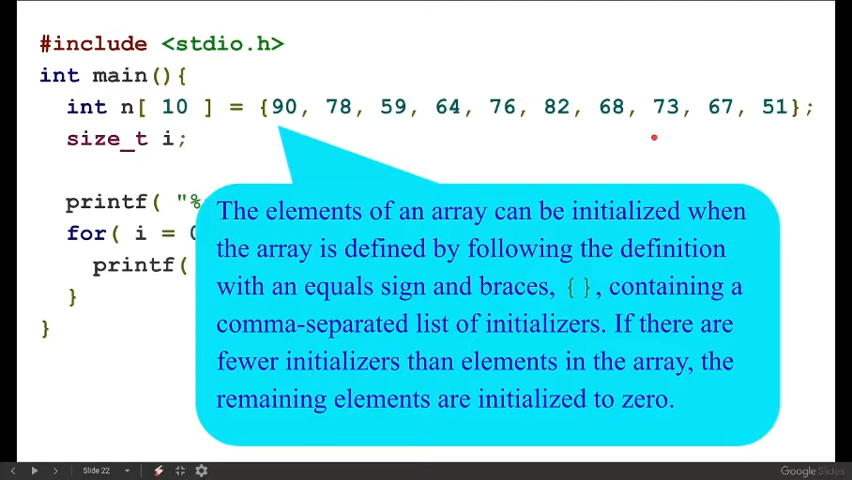 #include <stdio.h>
int main(){
int n[ 10 ] = {90, 78, 59, 64, 76, 82, 68, 73, 67, 51};
size_t i;
printf( "%
for( i = 0
printf(
}
}
The elements of an array can be initialized when
the array is defined by following the definition
with an equals sign and braces, {}, containing a
comma-separated list of initializers. If there are
fewer initializers than elements in the array, the
remaining elements are initialized to zero.
Slide 22
Google Slides